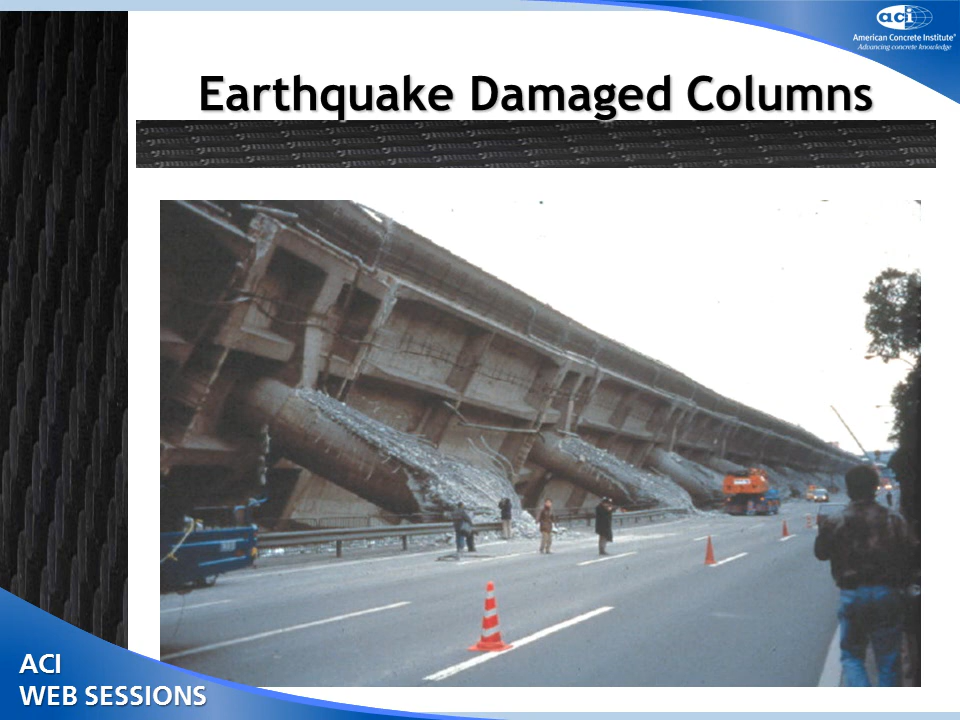 aci
American Concrete Institute®
Advancing concrete knowledge
Earthquake Damaged Columns
ACI
WEB SESSIONS